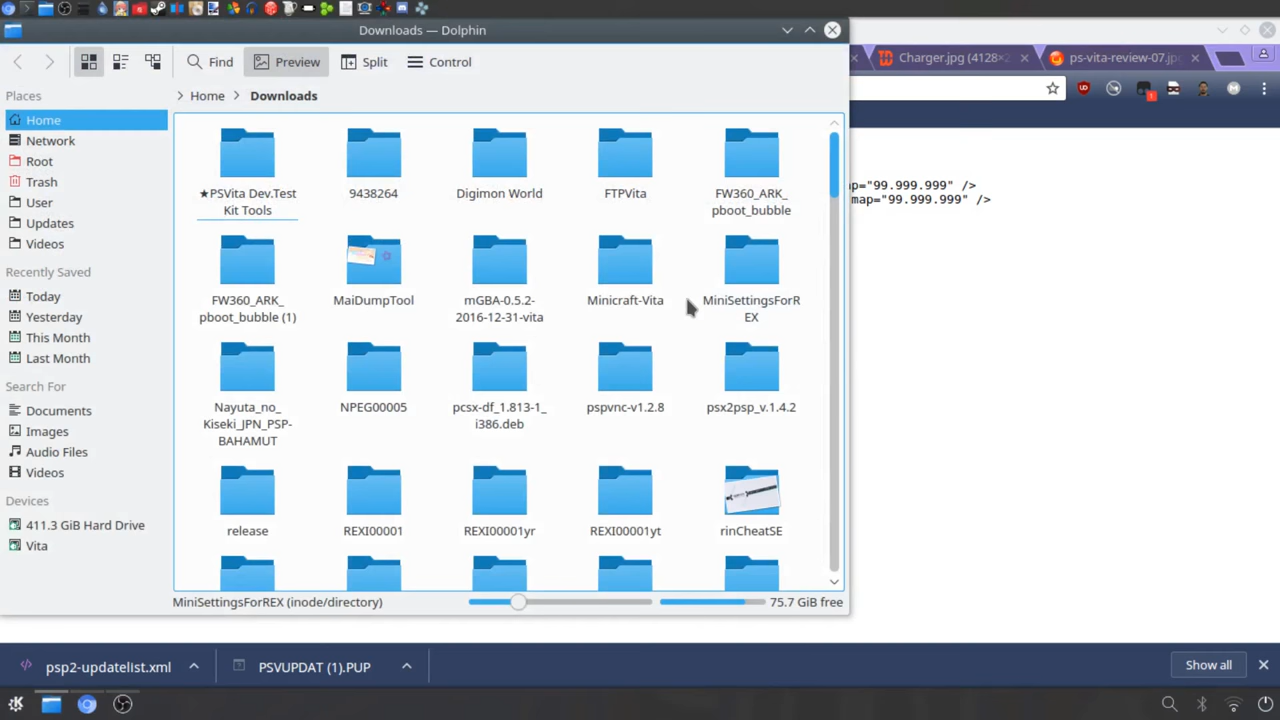 Downloads — Dolphin
Charger.jpg (4128×2
ps-vita-review-07.jp
Find
Preview
Split
Control
Places
Home
Network
Root
Trash
User
Updates
Videos
Recently Saved
Today
Yesterday
This Month
Last Month
Search For
Documents
Images
Audio Files
Videos
Devices
411.3 GiB Hard Drive
Vita
> Home > Downloads
★PSVita Dev.Test
Kit Tools
9438264
Digimon World
FTPVita
FW360_ARK_
pboot_bubble
FW360_ARK_
pboot_bubble (1)
MaiDumpTool
mGBA-0.5.2-
2016-12-31-vita
Minicraft-Vita
MiniSettingsForR
EX
Nayuta_no_
Kiseki_JPN_PSP-
BAHAMUT
NPEG00005
pcsx-df_1.813-1_
i386.deb
pspvnc-v1.2.8
psx2psp_v.1.4.2
release
REXI00001
REXI00001yr
REXI00001yt
rinCheatSE
MiniSettingsForREX (inode/directory)
75.7 GiB free
p="99.999.999" />
map="99.999.999" />
1
psp2-updatelist.xml
PSVUPDAT (1).PUP
Show all